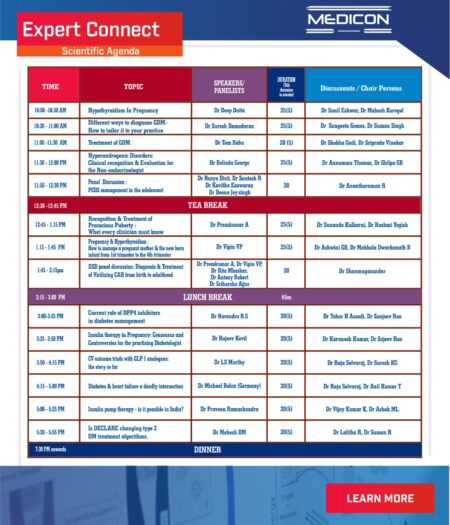 Expert Connect
Scientific Agenda
MEDICON
TIME TOPIC SPEAKERS/ PANELISTS DURATION (Talk discussion in minutes) Discussants / Chair Persons
10:00 -10:30 AM Hypothyroidism In Pregnancy Dr Deep Dutta 25(5) Dr Sunil Eshwar, Dr Mahesh Koregal
10:30 - 11:00 AM Different ways to diagnose GDM-
How to tailor it to your practice Dr Suresh Damodaran 25(5) Dr Sangeeta Gomes, Dr Suman Singh
11:00 -11:30 AM Treatment of GDM Dr Tom Babu 20 (5) Dr Shobha Gudi, Dr Sripranda Vinekar
11:30 - 12:00 PM Hyperandrogenic Disorders:
Clinical recognition & Evaluation for
the Non-endocrinologist Dr Belinda George 25(5) Dr Anamma Thomas, Dr Shilpa GB
11:50 - 12:30 PM Panel Discussion :
PCOS management in the adolescent Dr Ramya Dixit, Dr Santosh R
Dr Kavitha Easwaran
Dr Beena Jeysingh 30 Dr Anantharaman R
12:30 - 12:45 PM TEA BREAK
12:45 - 1.15 PM Recognition & Treatment of
Precocious Puberty :
What every clinician must know Dr Premkumar A 25(5) Dr Sunanda Kulkarni, Dr Rashmi Yogish
1.15 - 1.45 PM Pregnancy & Hyperthyroidism :
How to manage a pregnant mother & the new born
infant from 1st trimester to the 4th trimester Dr Vipin VP 25(5) Dr Ashwini GB, Dr Mekhala Dwarkanath B
1:45 - 2:15pm DSD panel discussion: Diagnosis & Treatment
of Virilizing CAH from birth to adulthood Dr Premkumar A, Dr Vipin VP,
Dr Rita Mhaskar,
Dr Antony Robert
Dr Sriharsha Ajjur 30 Dr Shanmugasundar
2:15 - 3:00 PM LUNCH BREAK 45m
3:00-3:25 PM Current role of DPP4 inhibitors
in diabetes management Dr Narendra B.S 20(5) Dr Taher H Ansadi, Dr Sanjeev Rao
3:25 -3:50 PM Insulin therapy in Pregnancy: Consensus and
Controversies for the practising Diabetologist Dr Rajeev Kovil 20(5) Dr Karunesh Kumar, Dr Sajeev Rao
3:50 - 4:15 PM CV outcome trials with GLP 1 analogues:
the story so far Dr LS Murthy 20(5) Dr Raju Selvaraj, Dr Suresh KS
4:15 - 5:00 PM Diabetes & heart failure a deadly intersection Dr Michael Bohm (Germany) 20(5) Dr Raju Selvaraj, Dr Anil Kumar T
5:00 - 5:25 PM Insulin pump therapy - is it possible in India? Dr Praveen Ramachandra 20(5) Dr Vijay Kumar K, Dr Ashok ML
5:30 - 5:55 PM Is DECLARE changing type 2
DM treatment algorithms. Dr Mahesh DM 20(5) Dr Lalitha R, Dr Suman R
7:30 PM onwards DINNER
LEARN MORE